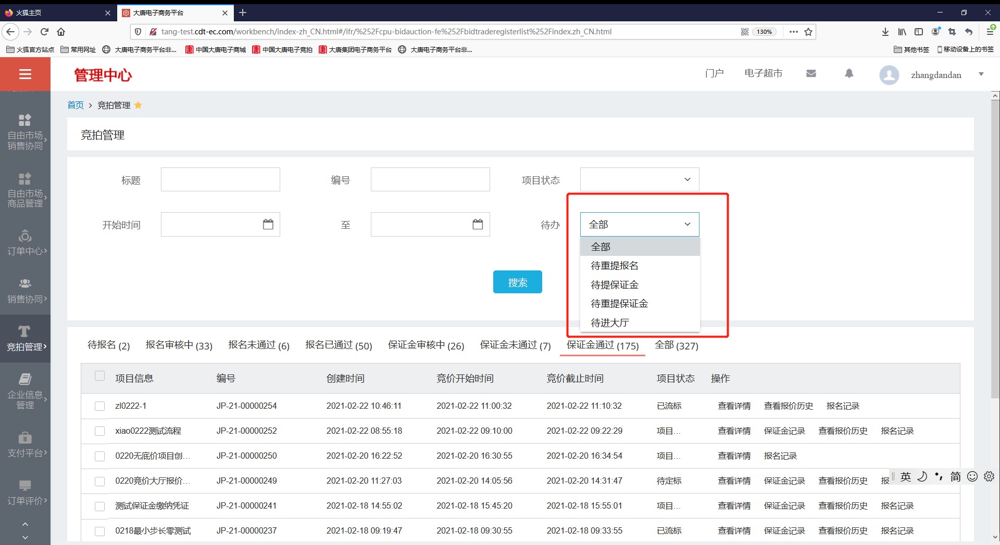 火狐主页
大唐电子商务平台
tang-test.cdt-ec.com/workbench/index-zh_CN.html#/ifr/%252Fcpu-bidauction-fe%252Fbidtraderegisterlist%252Findex.zh_CN.html
130%
火狐官方站点 常用网址 大唐电子商务平台非... 中国大唐电子商城 中国大唐电子竞拍 大唐集团电子商务平台 大唐电子商务平台非... 其他书签 移动设备上的书签
管理中心
门户 电子超市 zhangdandan
首页 > 竞拍管理
竞拍管理
自由市场
销售协同
自由市场
商品管理
订单中心
销售协同
竞拍管理
企业信息
管理
支付平台
订单评价
标题 编号 项目状态
开始时间 至 待办 全部
全部
待重提报名
待提保证金
待重提保证金
待进大厅
搜索
待报名 (2) 报名审核中 (33) 报名未通过 (6) 报名已通过 (50) 保证金审核中 (26) 保证金未通过 (7) 保证金通过 (175) 全部 (327)
项目信息 编号 创建时间 竞价开始时间 竞价截止时间 项目状态 操作
zl0222-1 JP-21-00000254 2021-02-22 10:46:11 2021-02-22 11:00:32 2021-02-22 11:10:32 已流标 查看详情 查看报价历史 报名记录
xiao0222测试流程 JP-21-00000252 2021-02-22 08:55:18 2021-02-22 09:10:00 2021-02-22 09:22:29 项目... 查看详情 保证金记录 查看报价历史 报名记录
0220无底价项目创... JP-21-00000250 2021-02-20 16:22:52 2021-02-20 16:30:55 2021-02-20 16:34:54 项目... 查看详情 报名记录
0220竞价大厅报价... JP-21-00000249 2021-02-20 11:27:03 2021-02-20 14:05:56 2021-02-20 14:31:47 待定标 查看详情 保证金记录 查看报价历史 报
英 简
测试保证金缴纳凭证 JP-21-00000241 2021-02-18 14:55:02 2021-02-18 15:45:20 2021-02-18 15:55:01 项目... 查看详情 保证金记录 查看报价历史 报名记录
0218最小步长零测试 JP-21-00000237 2021-02-18 09:19:47 2021-02-18 09:30:55 2021-02-18 09:33:55 已流标 查看详情 保证金记录 查看报价历史 报名记录